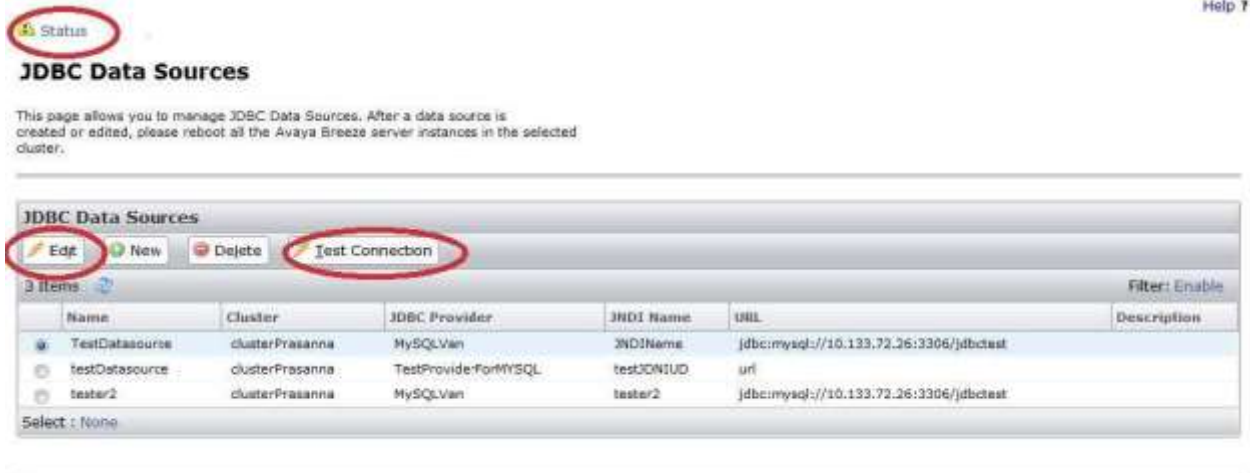 Help ?
Status
JDBC Data Sources
This page allows you to manage JDBC Data Sources. After a data source is
created or edited, please reboot all the Avaya Breeze server instances in the selected
cluster.
JDBC Data Sources
Edit New Delete Test Connection
3 Items Filter: Enable
Name Cluster JDBC Provider JNDI Name URL Description
TestDatasource clusterPrasanna MySQLVen JNDIName jdbc:mysql://10.133.72.26:3306/jdbctest
testDatasource clusterPrasanna TestProviderForMYSQL testJDNIUD url
tester2 clusterPrasanna MySQLVen tester2 jdbc:mysql://10.133.72.26:3306/jdbctest
Select : None